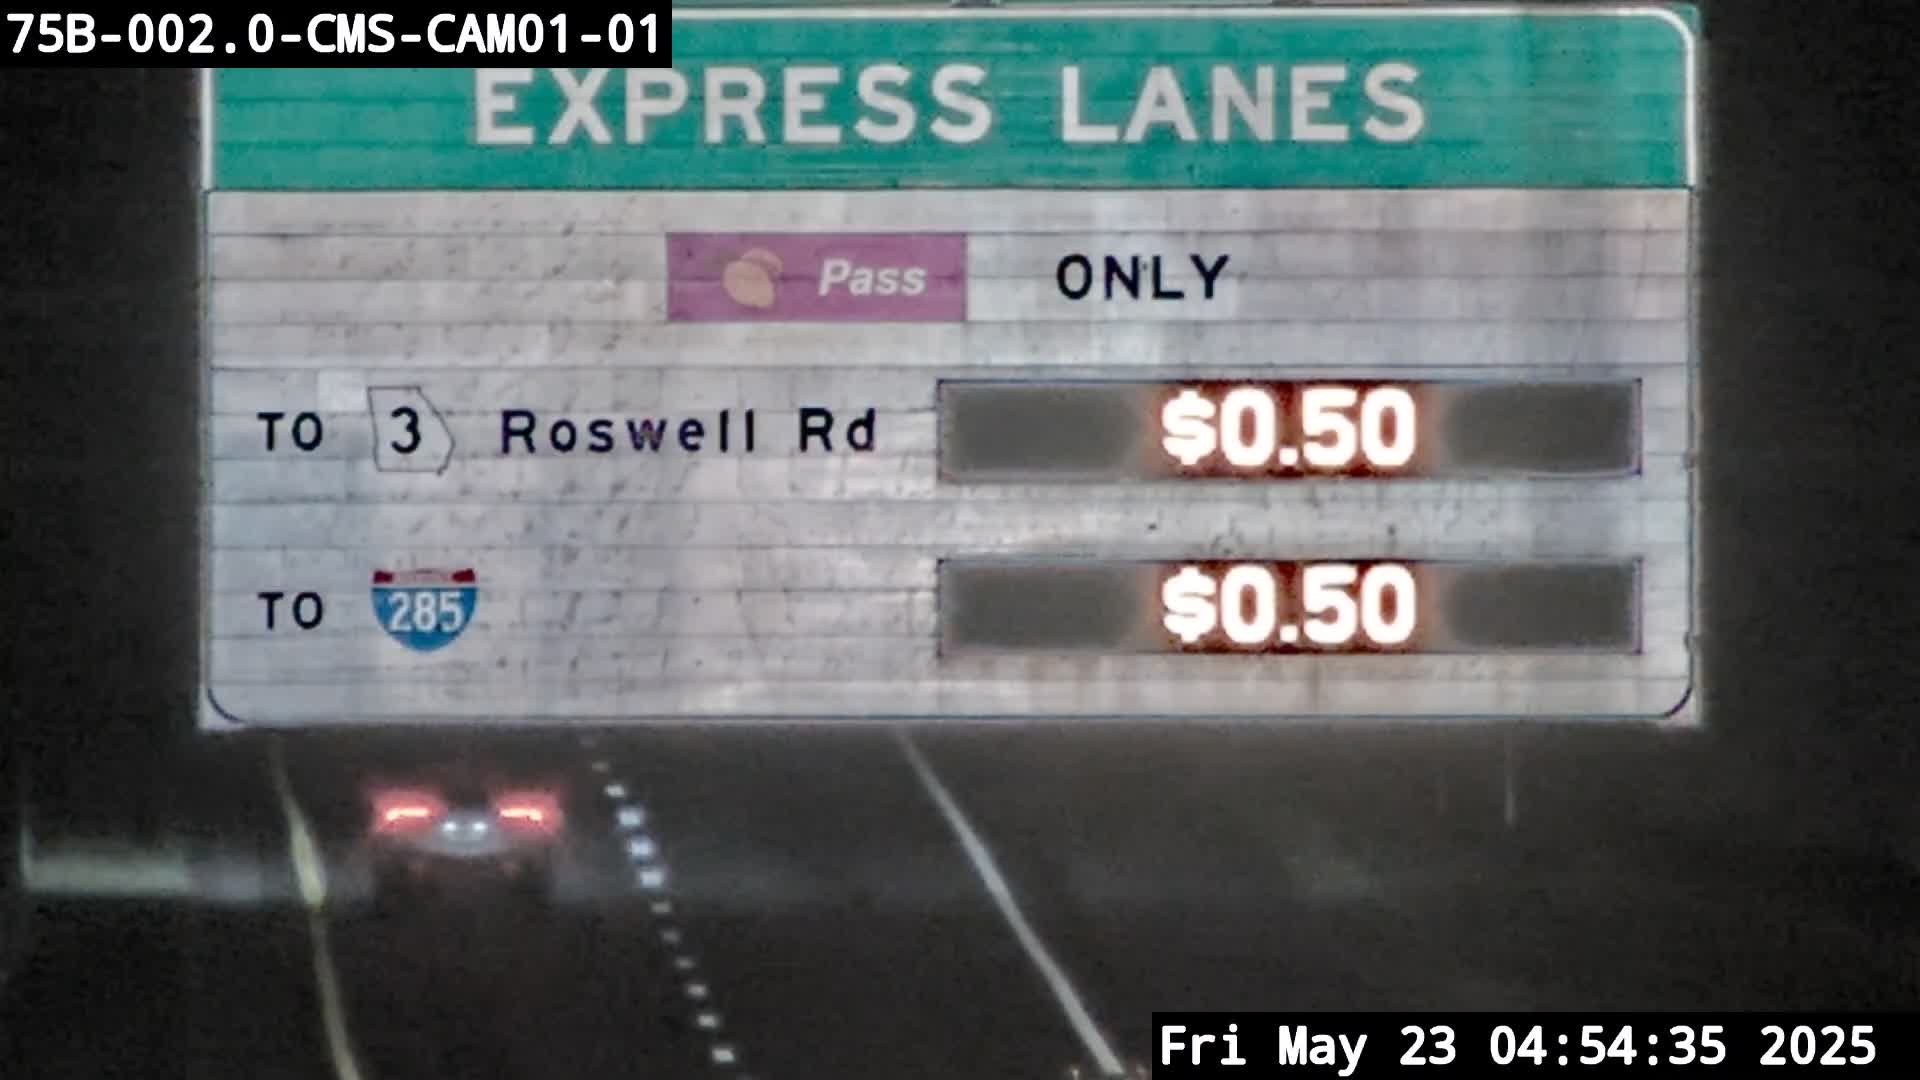 75B-002.0-CMS-CAM01-01
EXPRESS LANES
Pass ONLY
TO 3 Roswell Rd $0.50
TO 285 $0.50
Fri May 23 04:54:35 2025